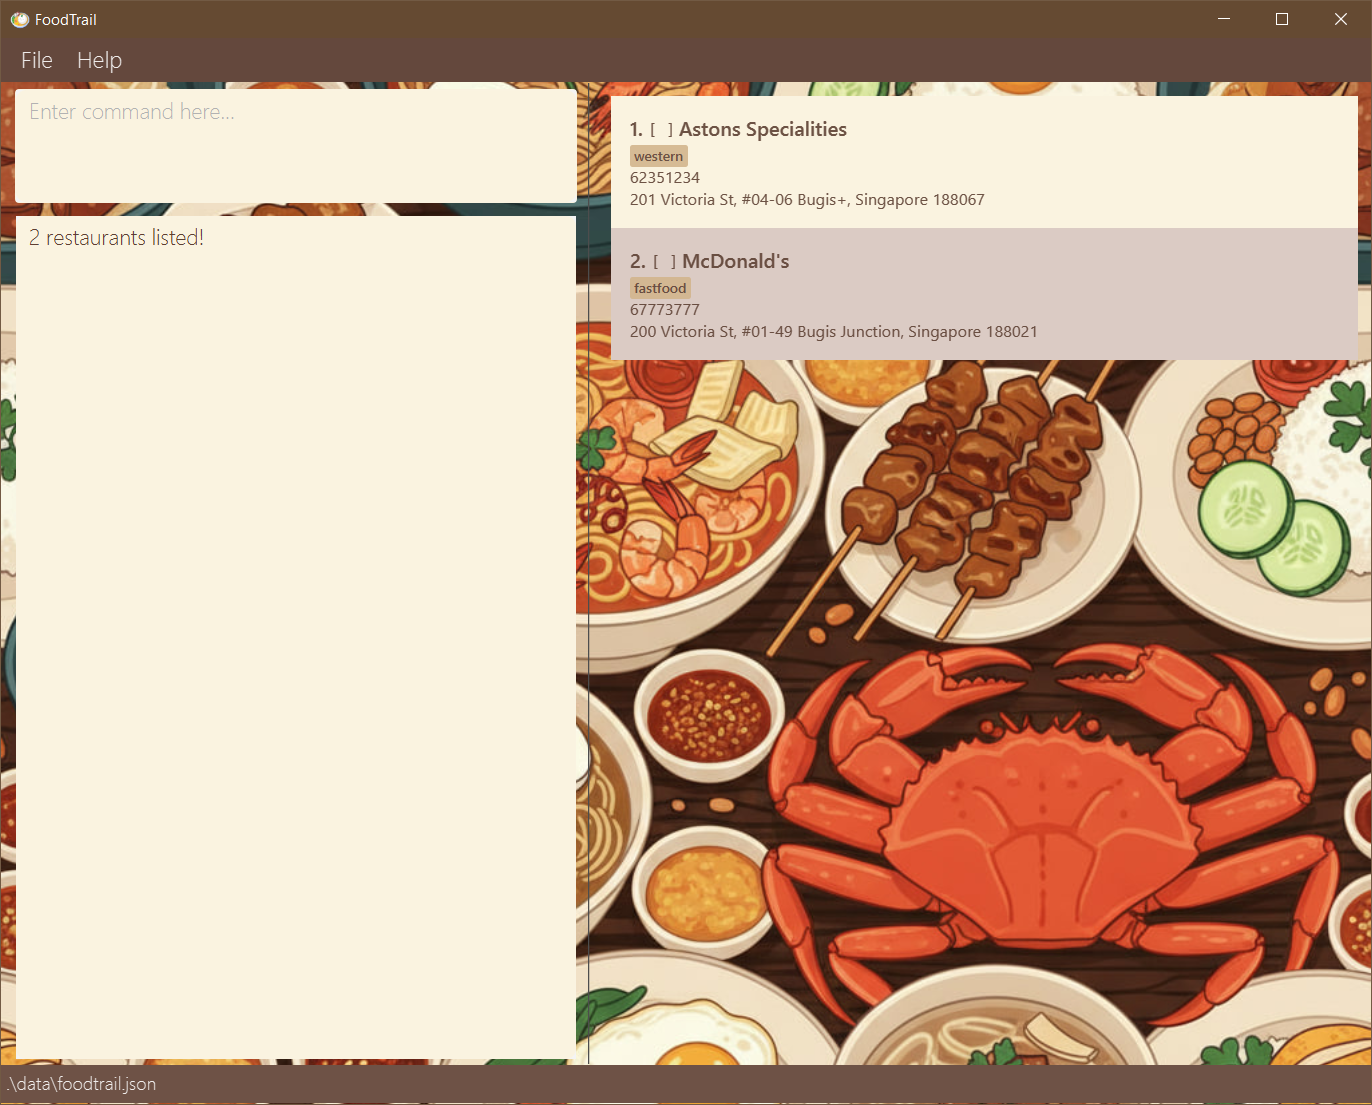 FoodTrail
File Help
Enter command here...
2 restaurants listed!
1. [ ] Astons Specialities
western
62351234
201 Victoria St, #04-06 Bugis+, Singapore 188067
2. [ ] McDonald's
fastfood
67773777
200 Victoria St, #01-49 Bugis Junction, Singapore 188021
.\data\foodtrail.json